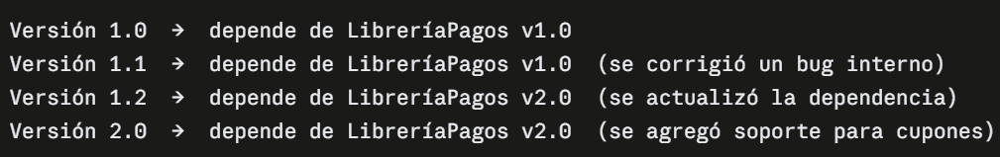 Versión 1.0  →  depende de LibreríaPagos v1.0
Versión 1.1  →  depende de LibreríaPagos v1.0  (se corrigió un bug interno)
Versión 1.2  →  depende de LibreríaPagos v2.0  (se actualizó la dependencia)
Versión 2.0  →  depende de LibreríaPagos v2.0  (se agregó soporte para cupones)